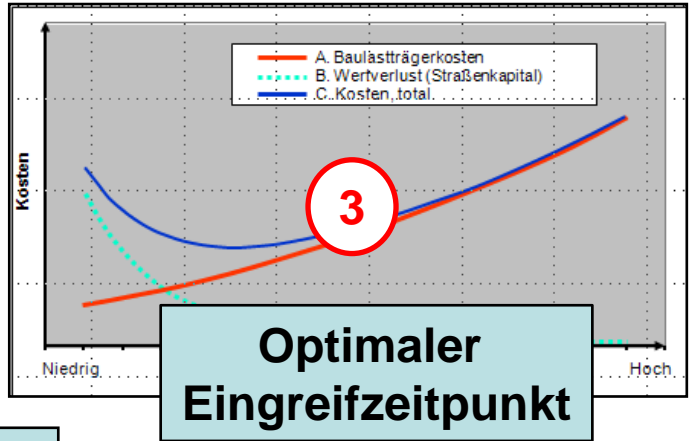 A. Baulastträgerkosten
B. Wertverlust (Straßenkapital)
C. Kosten, total
Kosten
3
Niedrig
Hoch
Optimaler
Eingreifzeitpunkt